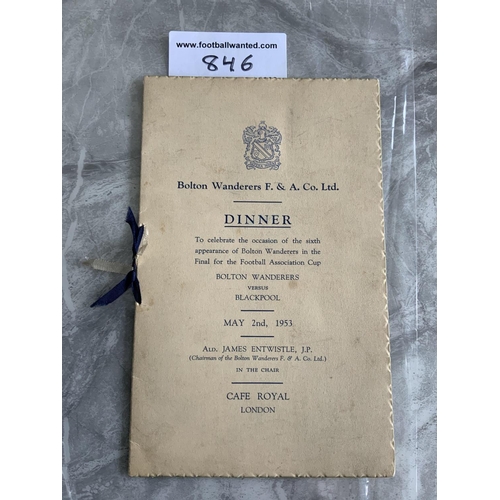 www.footballwanted.com
846
Bolton Wanderers F. & A. Co. Ltd.
DINNER
To celebrate the occasion of the sixth
appearance of Bolton Wanderers in the
Final for the Football Association Cup
BOLTON WANDERERS
VERSUS
BLACKPOOL
MAY 2nd, 1953
ALD. JAMES ENTWISTLE, J.P.
(Chairman of the Bolton Wanderers F. & A. Co. Ltd.)
IN THE CHAIR
CAFE ROYAL
LONDON